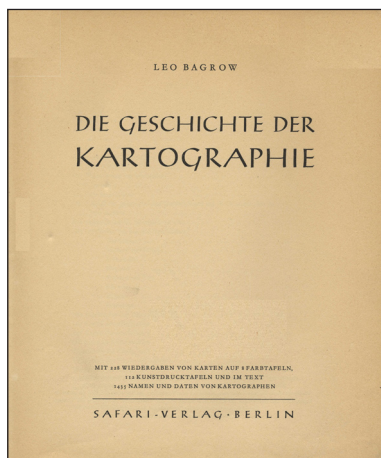 LEO BAGROW
DIE GESCHICHTE DER
KARTOGRAPHIE
MIT 228 WIEDERGABEN VON KARTEN AUF 8 FARBTAFELN,
112 KUNSTDRUCKTAFELN UND IM TEXT
1435 NAMEN UND DATEN VON KARTOGRAPHEN
SAFARI-VERLAG · BERLIN